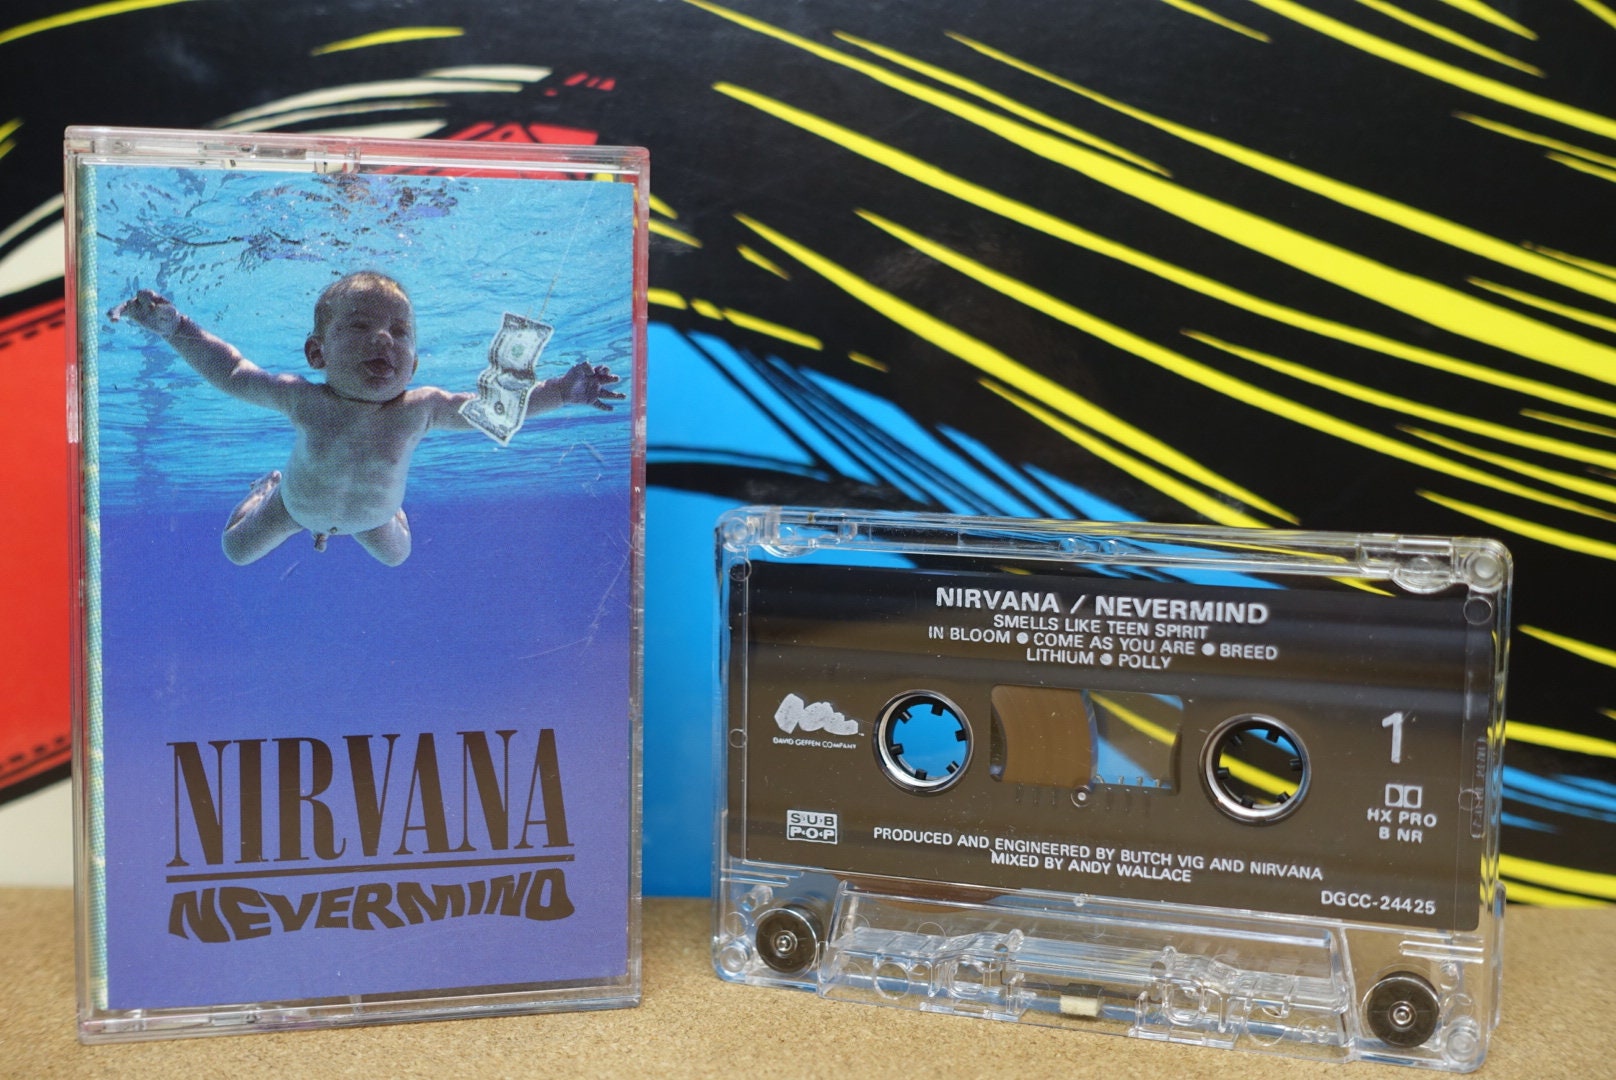 NIRVANA
NEVERMIND
NIRVANA / NEVERMIND
SMELLS LIKE TEEN SPIRIT
IN BLOOM ● COME AS YOU ARE ● BREED
LITHIUM ● POLLY
DAVID GEFFEN COMPANY
1
HX PRO
B NR
SUB
POP
PRODUCED AND ENGINEERED BY BUTCH VIG AND NIRVANA
MIXED BY ANDY WALLACE
DGCC-24425